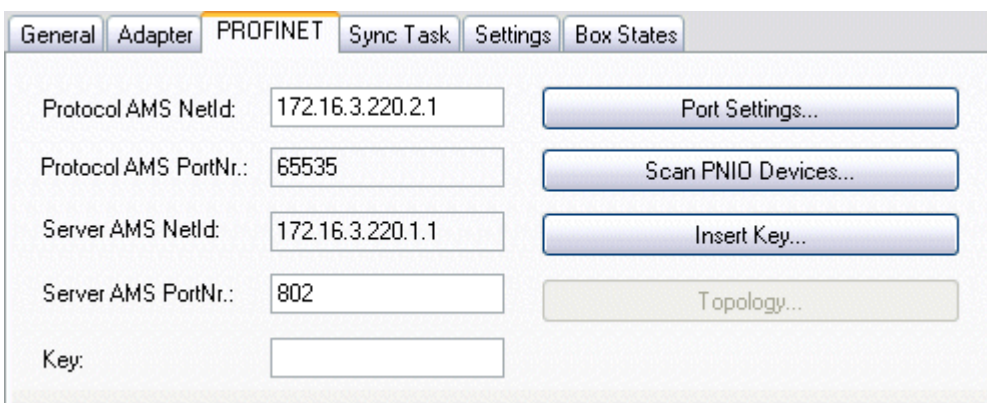 General Adapter PROFINET Sync Task Settings Box States
Protocol AMS NetId: 172.16.3.220.2.1 Port Settings...
Protocol AMS PortNr.: 65535 Scan PNIO Devices...
Server AMS NetId: 172.16.3.220.1.1 Insert Key...
Server AMS PortNr.: 802 Topology...
Key: